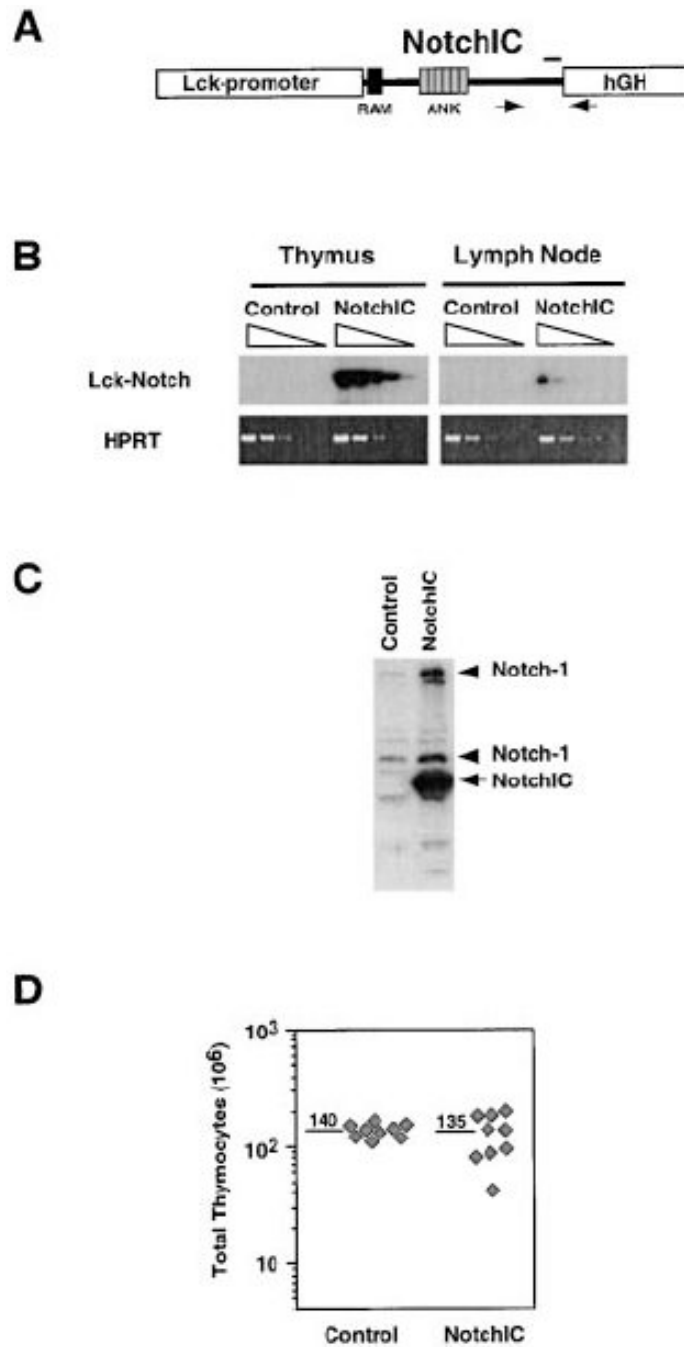 A
NotchIC
Lck-promoter
hGH
RAM
ANK
B
Thymus
Lymph Node
Control
NotchIC
Control
NotchIC
Lck-Notch
HPRT
C
Control
NotchIC
Notch-1
Notch-1
NotchIC
D
Total Thymocytes (10⁶)
10³
140
135
10²
10
Control
NotchIC